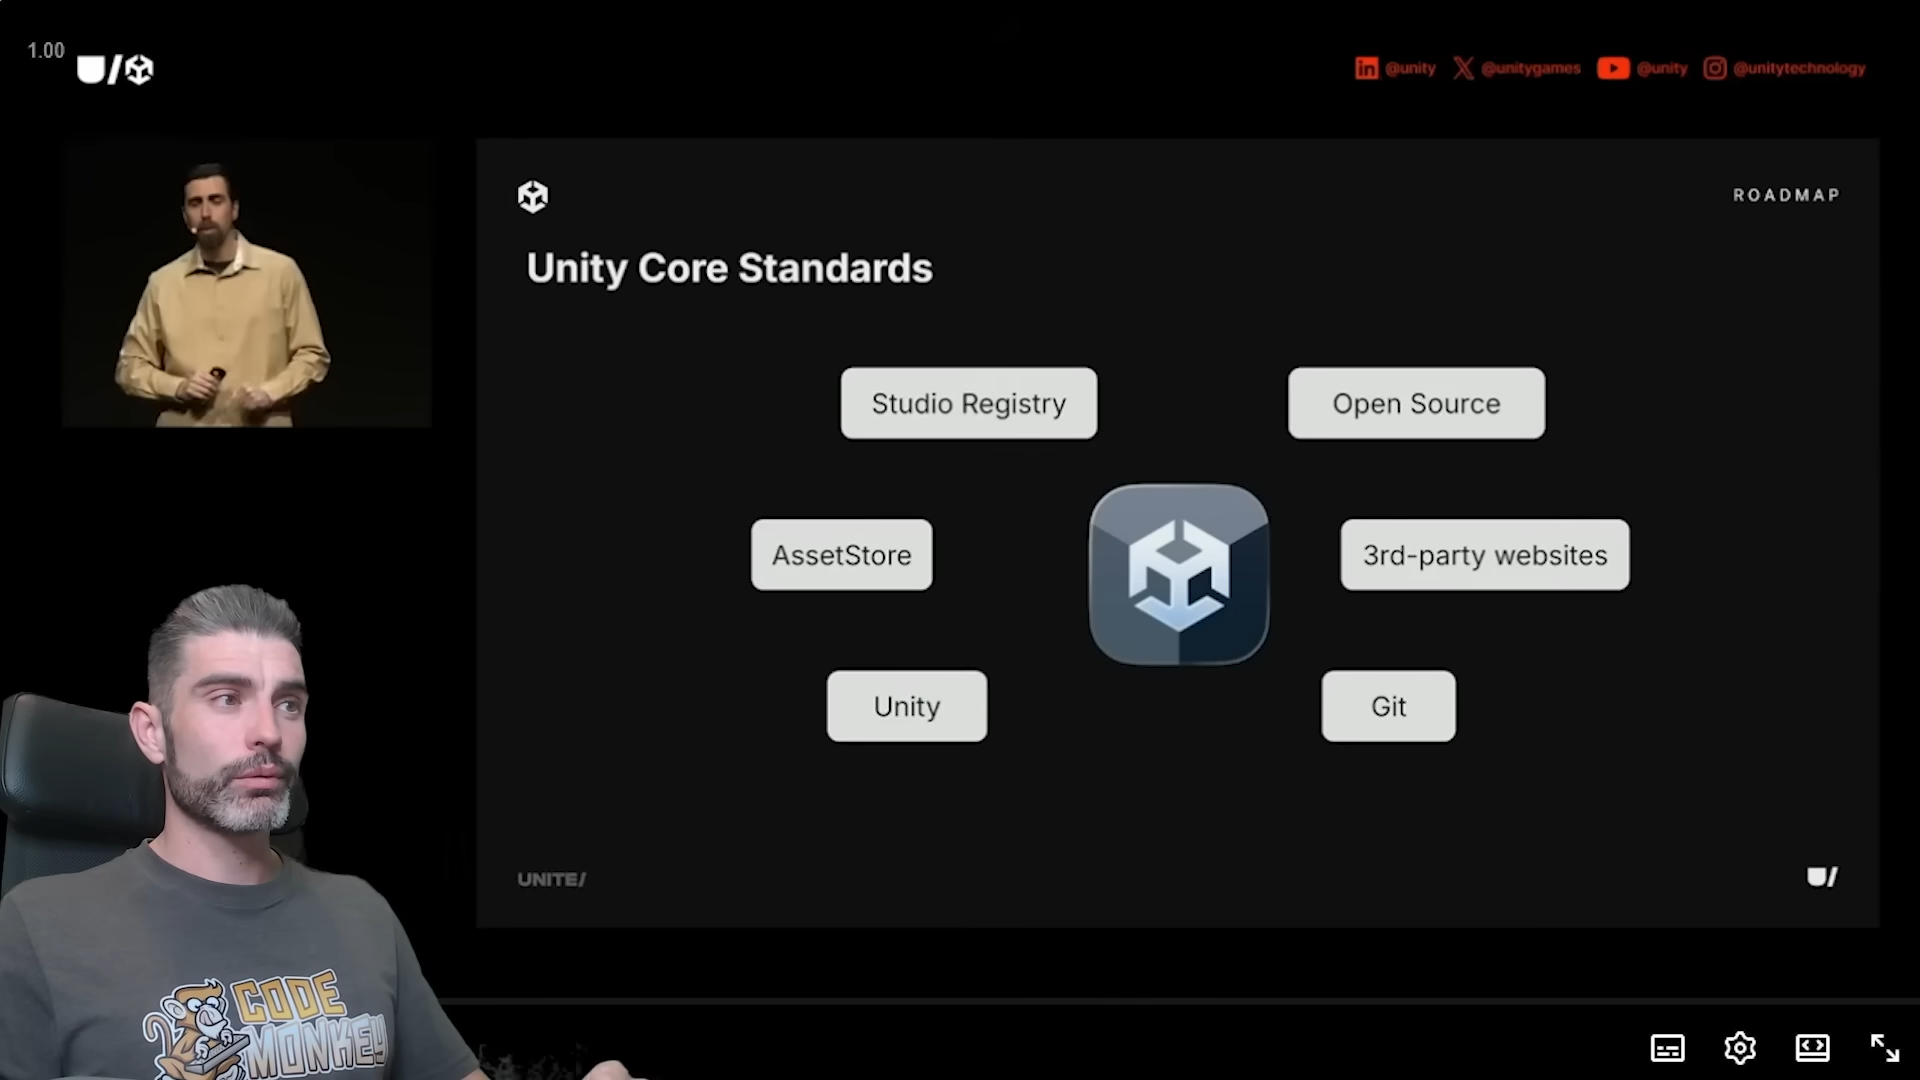 1.00
@unity @unitygames @unity @unitytechnology
ROADMAP
Unity Core Standards
Studio Registry
Open Source
AssetStore
3rd-party websites
Unity
Git
UNITE/
CODE
MONKEY